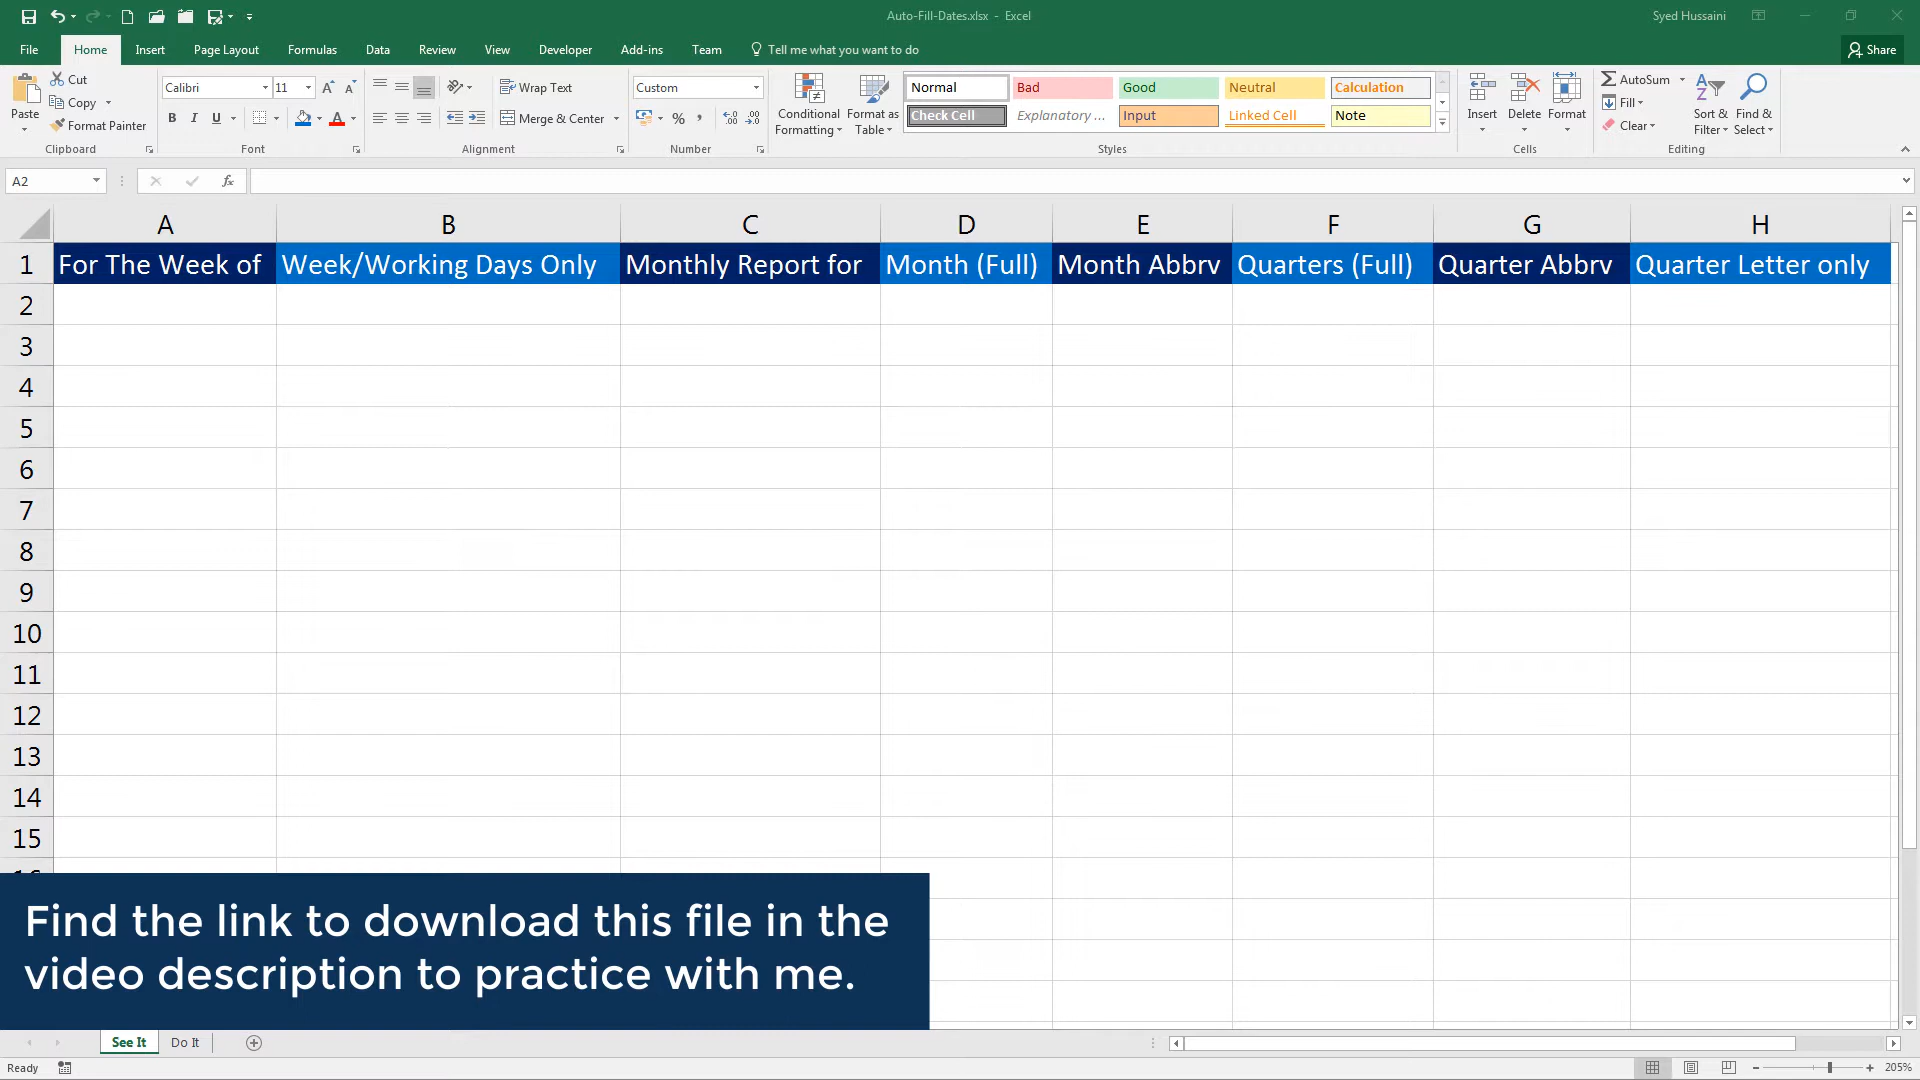 Auto-Fill-Dates.xlsx - Excel
Syed Hussaini
File Home Insert Page Layout Formulas Data Review View Developer Add-ins Team Tell me what you want to do Share
Paste
Cut
Copy
Format Painter
Clipboard
Calibri 11
B I U
Font
Wrap Text
Merge & Center
Alignment
Custom
Number
Conditional Formatting
Format as Table
Normal Bad Good Neutral Calculation
Check Cell Explanatory ... Input Linked Cell Note
Styles
Insert Delete Format
Cells
AutoSum
Fill
Clear
Sort & Filter
Find & Select
Editing
A2
fx
A B C D E F G H
1 For The Week of Week/Working Days Only Monthly Report for Month (Full) Month Abbrv Quarters (Full) Quarter Abbrv Quarter Letter only
2
3
4
5
6
7
8
9
10
11
12
13
14
15
Find the link to download this file in the
video description to practice with me.
See It Do It
Ready
205%